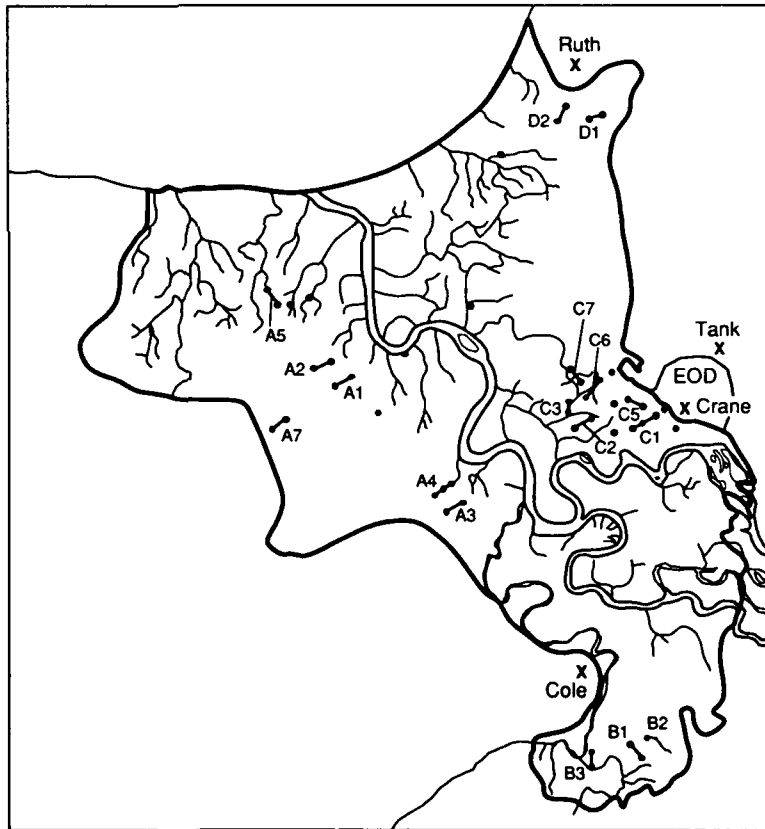 Ruth
X
D2
D1
C7
Tank
X
C6
A5
EOD
A2
A1
C3
C5
X Crane
A7
C2
C1
A4
A3
X
Cole
B1
B2
B3